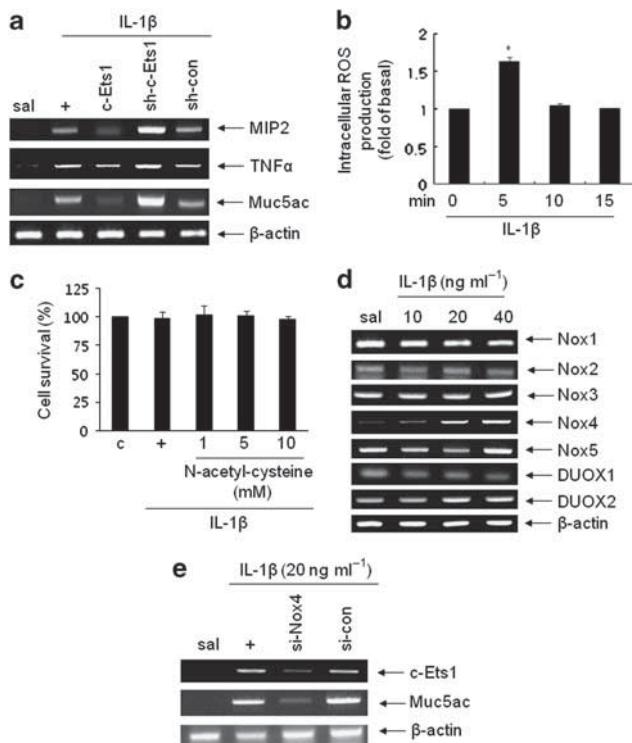 a
IL-1β
sal
+
c-Ets1
sh-c-Ets1
sh-con
MIP2
TNFα
Muc5ac
β-actin
b
Intracellular ROS
production
(fold of basal)
2
1.5
1
0.5
0
*
min 0 5 10 15
IL-1β
c
Cell survival (%)
125
100
75
50
25
0
c + 1 5 10
N-acetyl-cysteine
(mM)
IL-1β
d
IL-1β (ng ml⁻¹)
sal 10 20 40
Nox1
Nox2
Nox3
Nox4
Nox5
DUOX1
DUOX2
β-actin
e
IL-1β (20 ng ml⁻¹)
sal
+
si-Nox4
si-con
c-Ets1
Muc5ac
β-actin